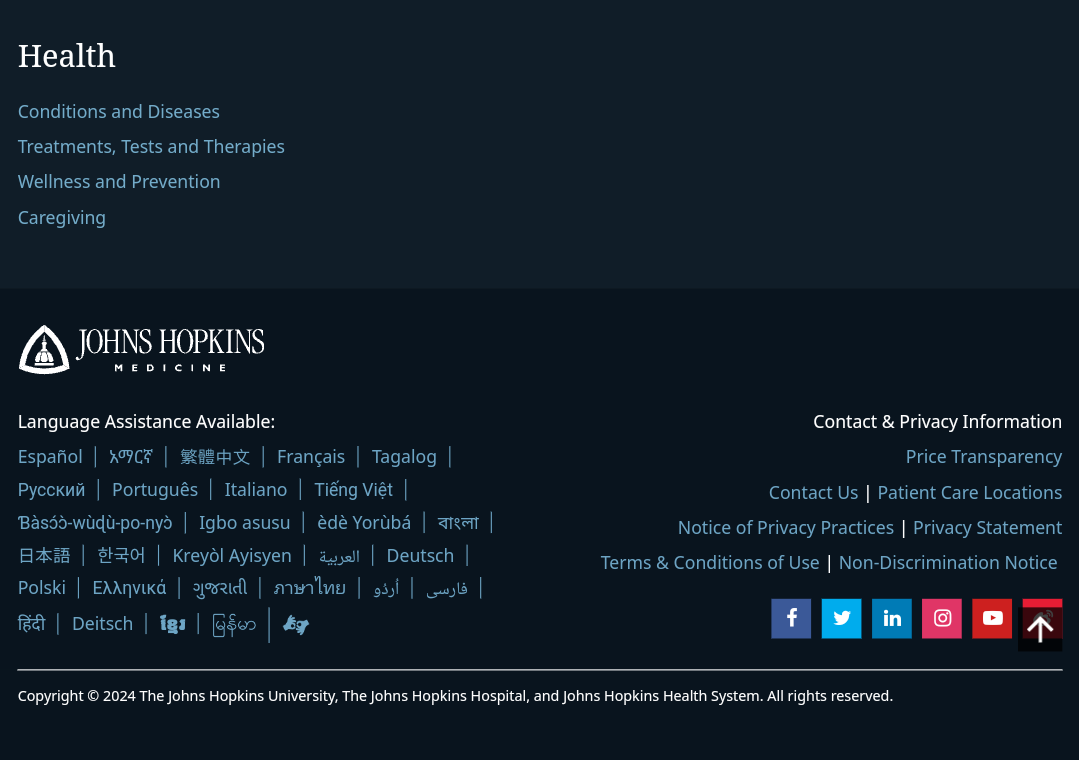 Health
Conditions and Diseases
Treatments, Tests and Therapies
Wellness and Prevention
Caregiving
JOHNS HOPKINS
MEDICINE
Language Assistance Available:
Español | አማርኛ | 繁體中文 | Français | Tagalog |
Русский | Português | Italiano | Tiếng Việt |
Ɓàsɔ́ɔ̀-wùɖù-po-nyɔ̀ | Igbo asusu | èdè Yorùbá | বাংলা |
日本語 | 한국어 | Kreyòl Ayisyen | العربية | Deutsch |
Polski | Ελληνικά | ગુજરાતી | ภาษาไทย | اُردُو | فارسی |
हिंदी | Deitsch | ខ្មែរ | မြန်မာ |
Contact & Privacy Information
Price Transparency
Contact Us | Patient Care Locations
Notice of Privacy Practices | Privacy Statement
Terms & Conditions of Use | Non-Discrimination Notice
Copyright © 2024 The Johns Hopkins University, The Johns Hopkins Hospital, and Johns Hopkins Health System. All rights reserved.